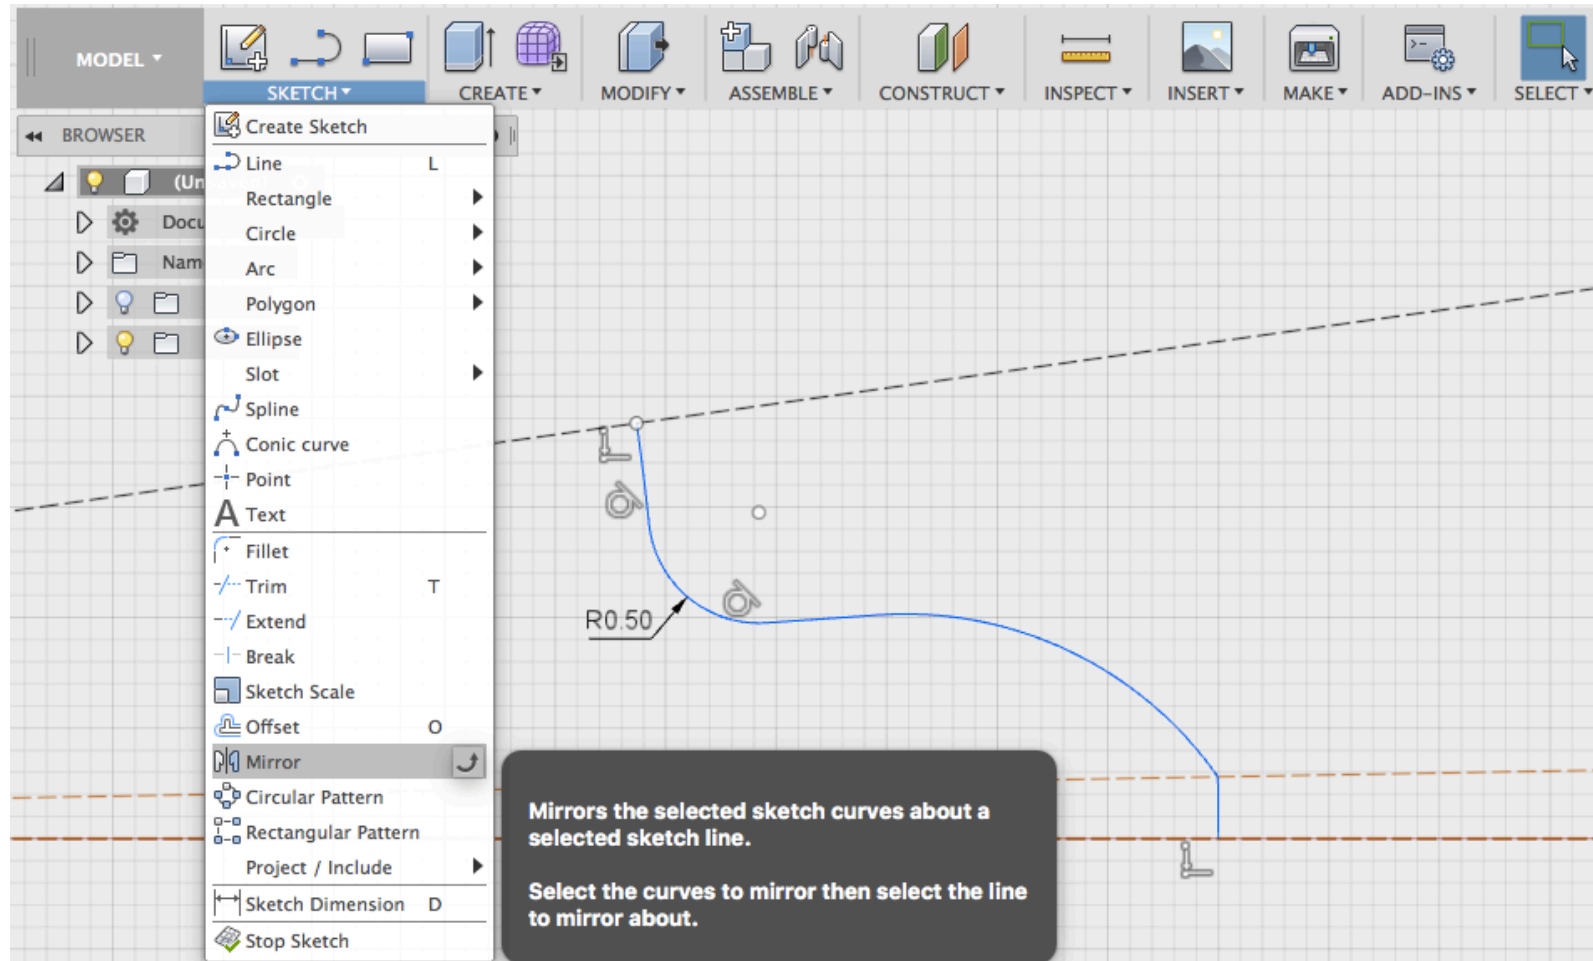 MODEL
SKETCH
CREATE
MODIFY
ASSEMBLE
CONSTRUCT
INSPECT
INSERT
MAKE
ADD-INS
SELECT
BROWSER
(Un
Docu
Nam
Create Sketch
Line L
Rectangle
Circle
Arc
Polygon
Ellipse
Slot
Spline
Conic curve
Point
Text
Fillet
Trim T
Extend
Break
Sketch Scale
Offset O
Mirror
Circular Pattern
Rectangular Pattern
Project / Include
Sketch Dimension D
Stop Sketch
R0.50
Mirrors the selected sketch curves about a
selected sketch line.
Select the curves to mirror then select the line
to mirror about.